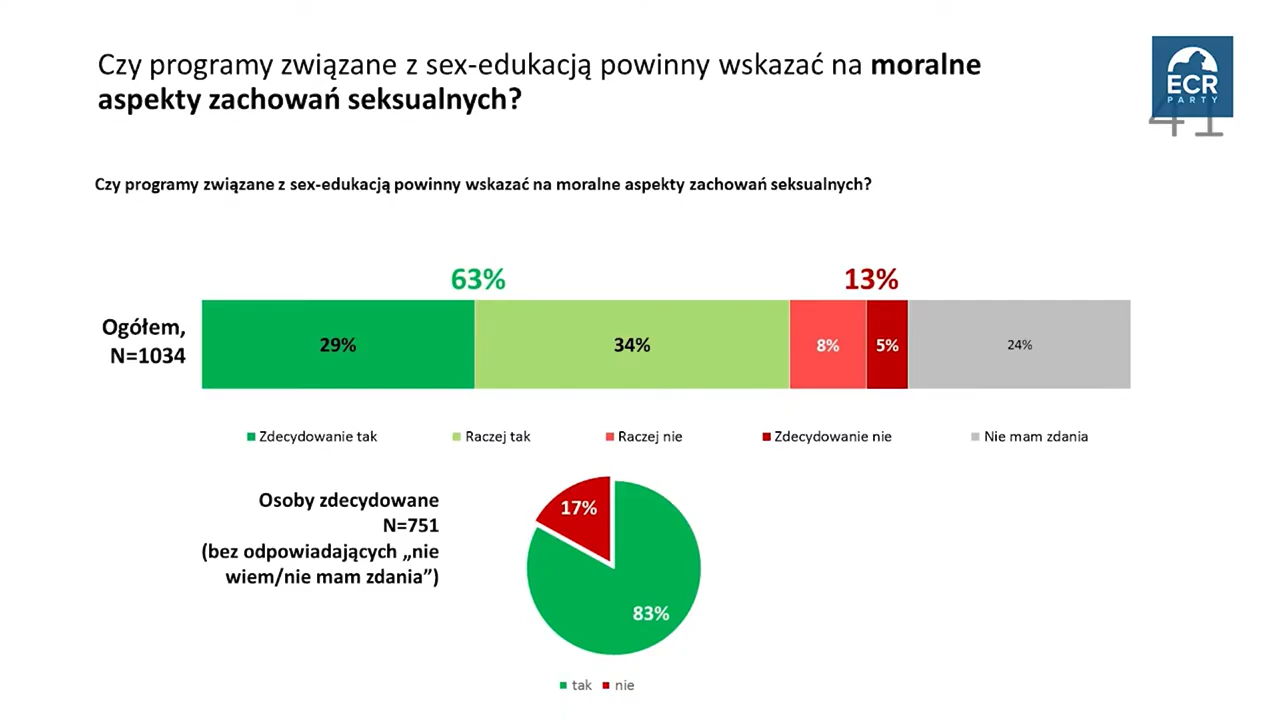 Czy programy związane z sex-edukacją powinny wskazać na moralne
aspekty zachowań seksualnych?
ECR
PARTY
41
Czy programy związane z sex-edukacją powinny wskazać na moralne aspekty zachowań seksualnych?
63%
13%
Ogółem,
N=1034
29%
34%
8%
5%
24%
Zdecydowanie tak
Raczej tak
Raczej nie
Zdecydowanie nie
Nie mam zdania
Osoby zdecydowane
N=751
(bez odpowiadających „nie
wiem/nie mam zdania”)
17%
83%
tak
nie